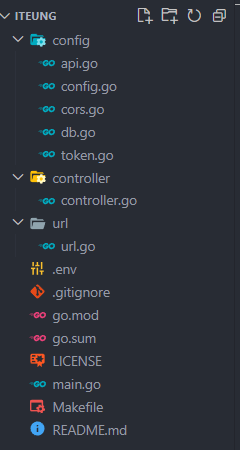 ITEUNG
config
api.go
config.go
cors.go
db.go
token.go
controller
controller.go
url
url.go
.env
.gitignore
go.mod
go.sum
LICENSE
main.go
Makefile
README.md